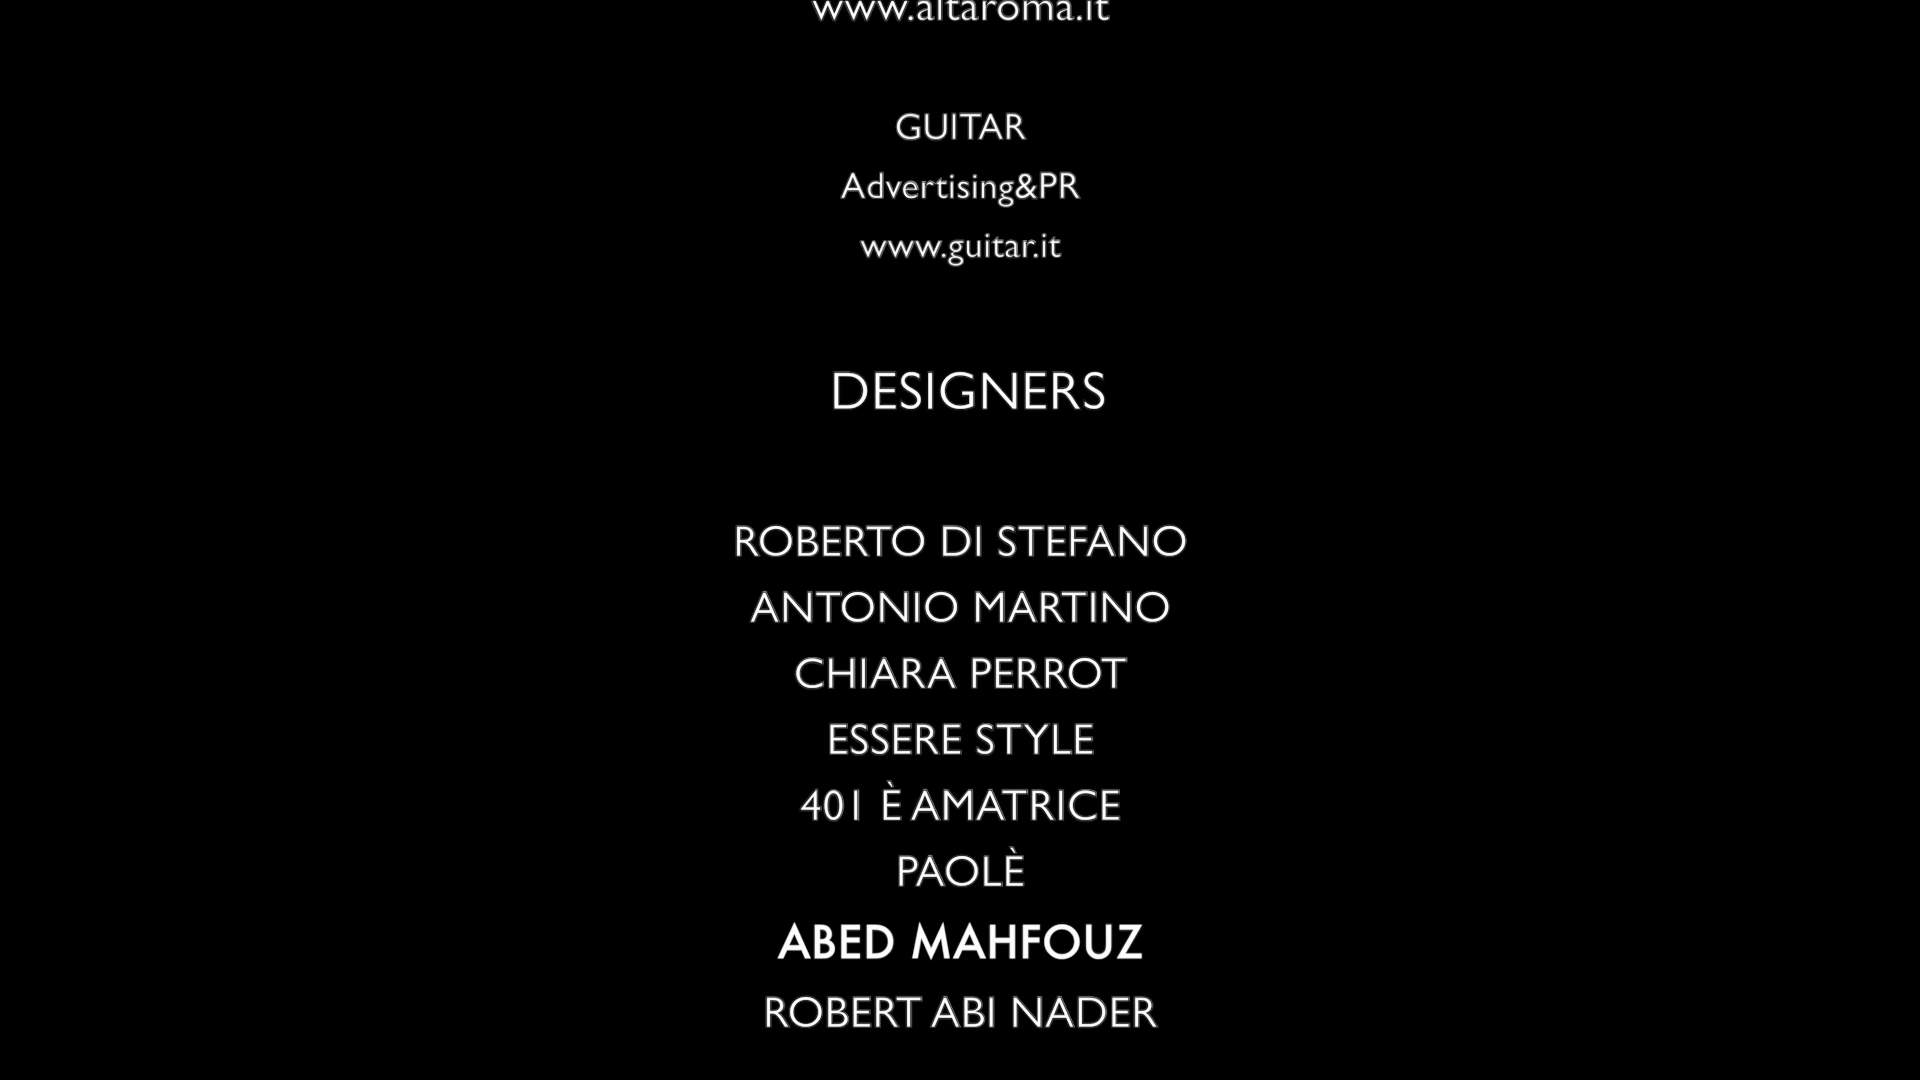 www.altaroma.it
GUITAR
Advertising&PR
www.guitar.it
DESIGNERS
ROBERTO DI STEFANO
ANTONIO MARTINO
CHIARA PERROT
ESSERE STYLE
401 È AMATRICE
PAOLÈ
ABED MAHFOUZ
ROBERT ABI NADER